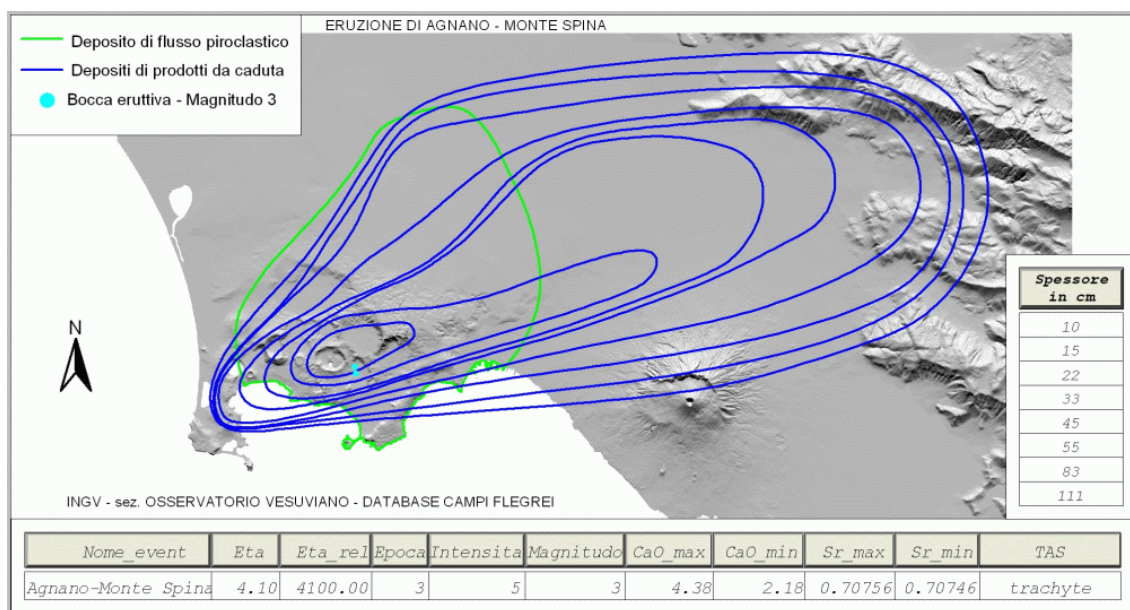 ERUZIONE DI AGNANO - MONTE SPINA
Deposito di flusso piroclastico
Depositi di prodotti da caduta
Bocca eruttiva - Magnitudo 3
N
Spessore
in cm
10
15
22
33
45
55
83
111
INGV - sez. OSSERVATORIO VESUVIANO - DATABASE CAMPI FLEGREI
Nome_event Eta Eta_rel Epoca Intensita Magnitudo CaO_max CaO_min Sr_max Sr_min TAS
Agnano-Monte Spina 4.10 4100.00 3 5 3 4.38 2.18 0.70756 0.70746 trachyte